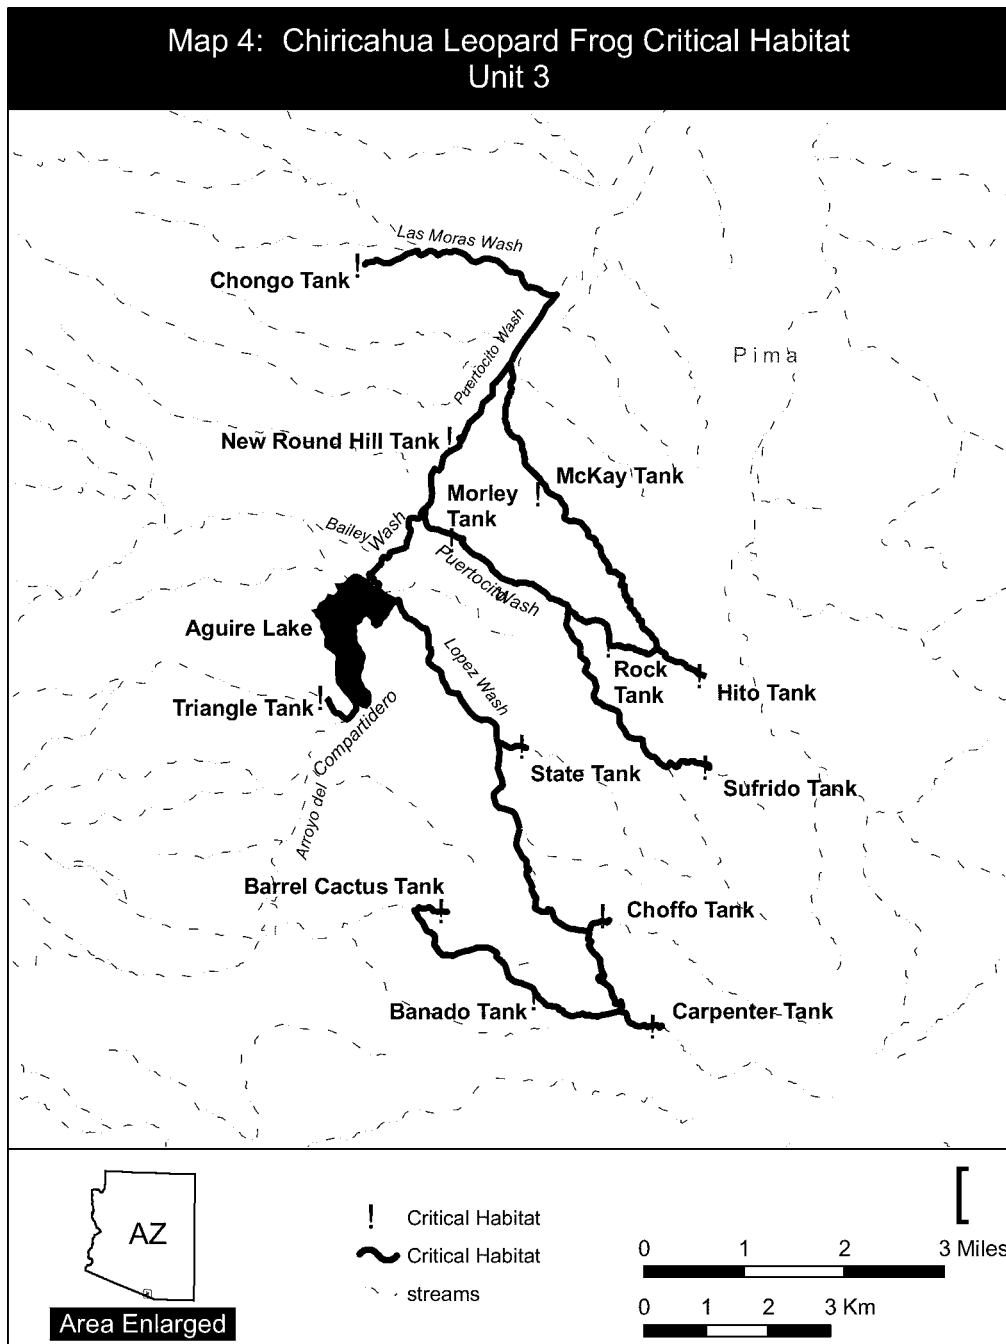 Map 4:  Chiricahua Leopard Frog Critical Habitat
Unit 3
Las Moras Wash
Chongo Tank
Puertocito Wash
Pima
New Round Hill Tank
McKay Tank
Morley
Tank
Bailey Wash
Puertocito Wash
Aguire Lake
Lopez Wash
Rock
Tank
Hito Tank
Triangle Tank
Arroyo del Compartidero
State Tank
Sufrido Tank
Barrel Cactus Tank
Choffo Tank
Banado Tank
Carpenter Tank
AZ
Area Enlarged
! Critical Habitat
Critical Habitat
streams
[
0 1 2 3 Miles
0 1 2 3 Km